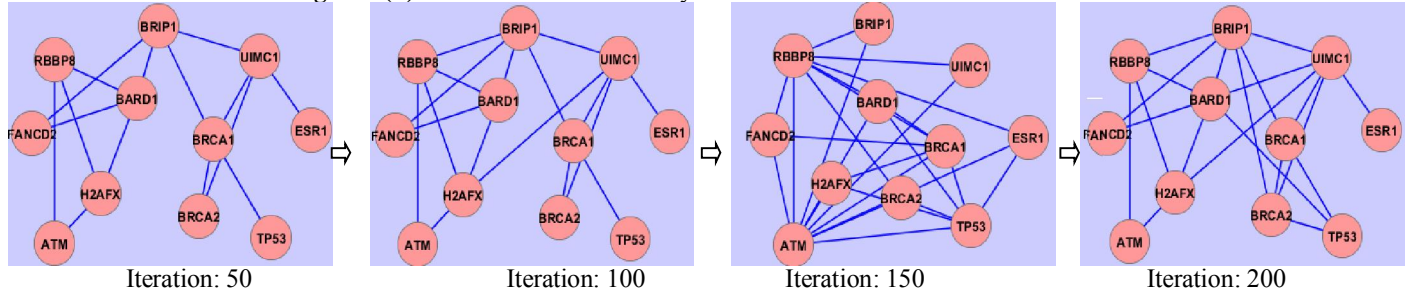 BRIP1
RBBP8
UIMC1
BARD1
FANCD2
BRCA1
ESR1
H2AFX
BRCA2
ATM
TP53
Iteration: 50
BRIP1
RBBP8
UIMC1
BARD1
FANCD2
BRCA1
ESR1
H2AFX
BRCA2
ATM
TP53
Iteration: 100
BRIP1
RBBP8
UIMC1
BARD1
FANCD2
BRCA1
ESR1
H2AFX
BRCA2
ATM
TP53
Iteration: 150
BRIP1
RBBP8
UIMC1
BARD1
FANCD2
BRCA1
ESR1
H2AFX
BRCA2
ATM
TP53
Iteration: 200